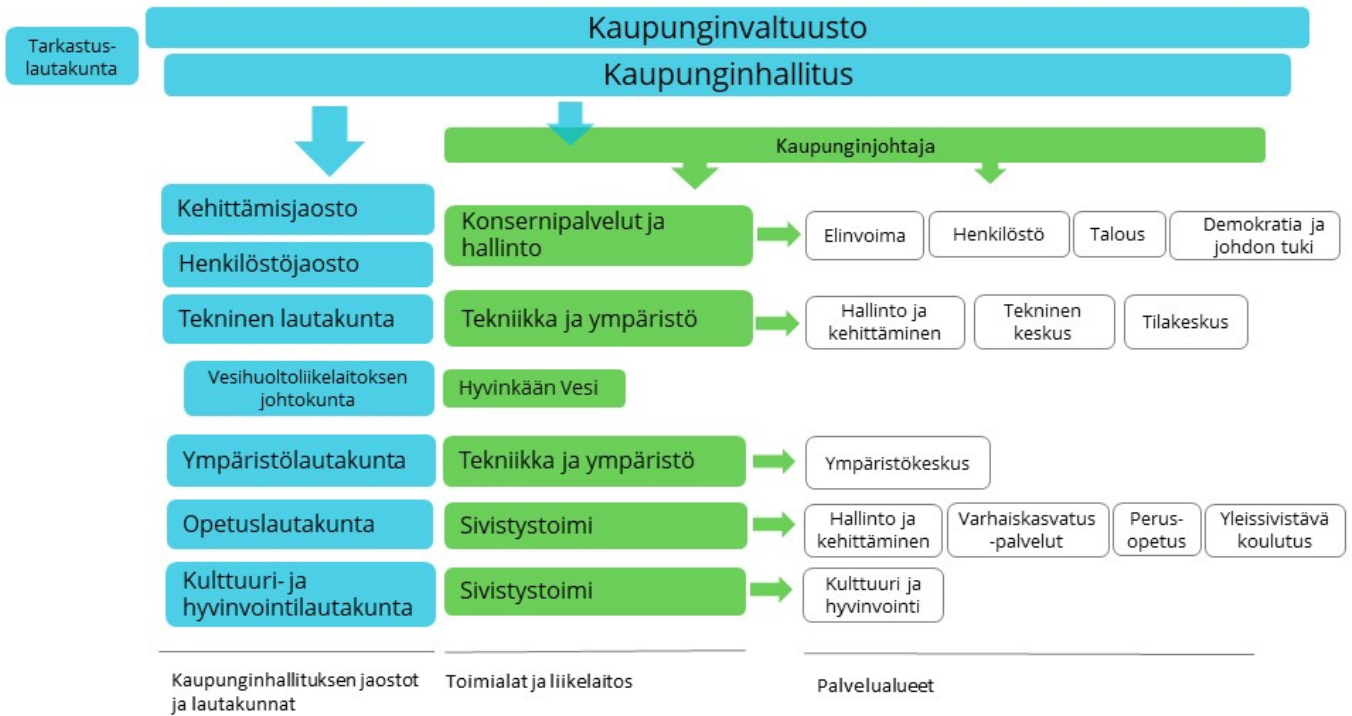 Kaupunginvaltuusto
Tarkastus-
lautakunta
Kaupunginhallitus
Kaupunginjohtaja
Kehittämisjaosto
Henkilöstöjaosto
Konsernipalvelut ja
hallinto
Elinvoima
Henkilöstö
Talous
Demokratia ja
johdon tuki
Tekninen lautakunta
Tekniikka ja ympäristö
Hallinto ja
kehittäminen
Tekninen
keskus
Tilakeskus
Vesihuoltoliikelaitoksen
johtokunta
Hyvinkään Vesi
Ympäristölautakunta
Tekniikka ja ympäristö
Ympäristökeskus
Opetuslautakunta
Sivistystoimi
Hallinto ja
kehittäminen
Varhaiskasvatus
-palvelut
Perus-
opetus
Yleissivistävä
koulutus
Kulttuuri- ja
hyvinvointilautakunta
Sivistystoimi
Kulttuuri ja
hyvinvointi
Kaupunginhallituksen jaostot
ja lautakunnat
Toimialat ja liikelaitos
Palvelualueet